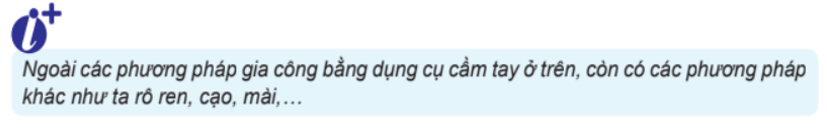 i+
Ngoài các phương pháp gia công bằng dụng cụ cầm tay ở trên, còn có các phương pháp
khác như ta rô ren, cạo, mài,…